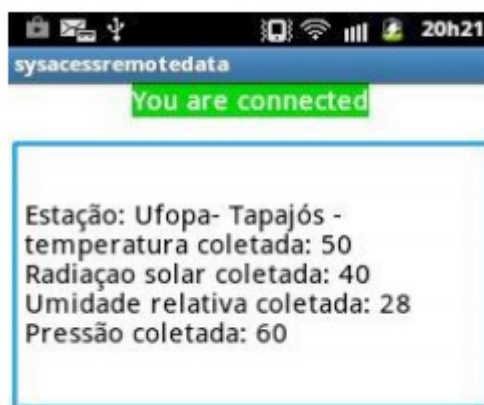 20h21
sysacessremotedata
You are connected
Estação: Ufopa- Tapajós -
temperatura coletada: 50
Radiaçao solar coletada: 40
Umidade relativa coletada: 28
Pressão coletada: 60